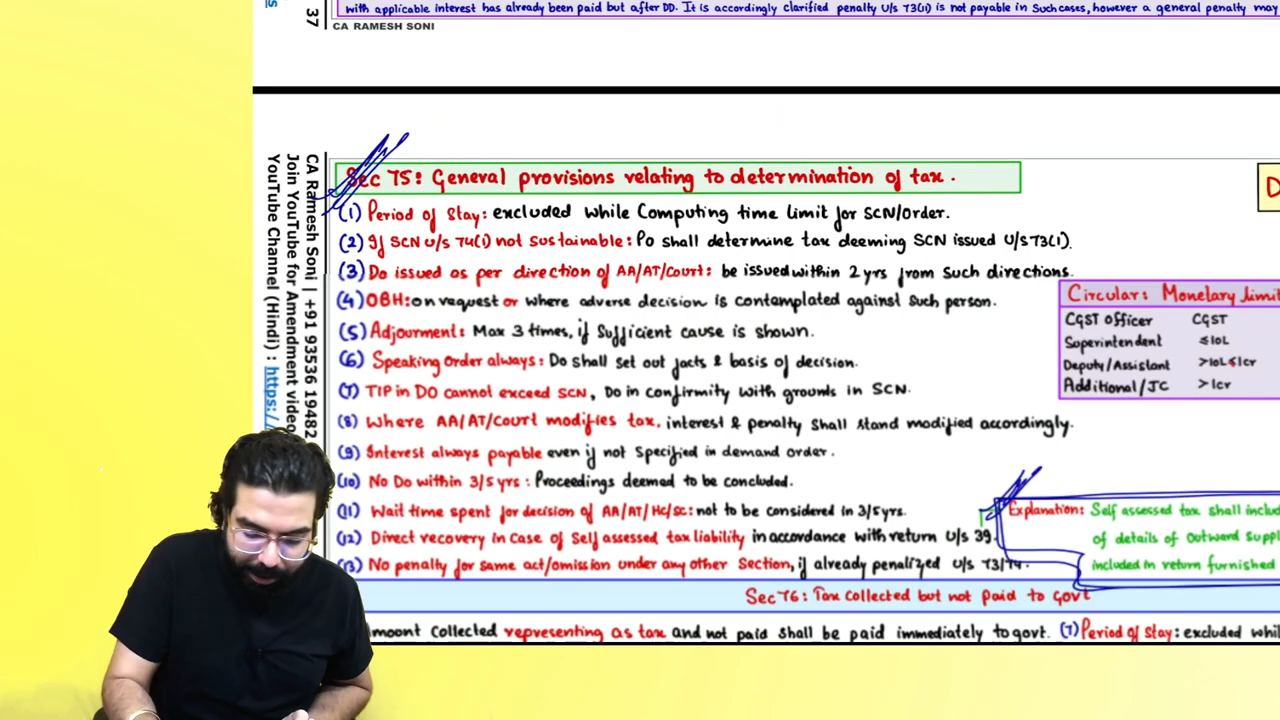 with applicable interest has already been paid but after DD. It is accordingly clarified penalty U/s 73(11) is not payable in Such cases, however a general penalty may
37
CA RAMESH SONI
CA Ramesh Soni || +91 93536 19482
Join YouTube for Amendment video
YouTube Channel (Hindi) : https://
Sec 75: General provisions relating to determination of tax.
(1) Period of Stay: excluded while Computing time limit for SCN/order.
(2) If SCN U/s 74(1) not sustainable: PO shall determine tax deeming SCN issued U/s 73(1).
(3) Do issued as per direction of AA/AT/Court: be issued within 2 yrs from Such directions.
(4) OBH: on request or where adverse decision is contemplated against such person.
(5) Adjourment: Max 3 times, if Sufficient cause is shown.
(6) Speaking Order always: Do shall set out facts & basis of decision.
(7) TIP in DO cannot exceed SCN, Do in confirmity with grounds in SCN.
(8) Where AA/AT/Court modifies tax, interest & penalty Shall stand modified accordingly.
(9) Interest always payable even if not Specified in demand order.
(10) No Do within 3/5 yrs: Proceedings deemed to be concluded.
(11) Wait time spent for decision of AA/AT/HC/SC: not to be considered in 3/5 yrs.
(12) Direct recovery in Case of Self assessed tax liability in accordance with return U/s 39.
(13) No penalty for same act/omission under any other Section, if already penalized U/s 73/74.
D
Circular: Monetary limit
CGST Officer CGST
Superintendent ≤10L
Deputy/Assistant >10L≤1cr
Additional/JC >1cr
Explanation: Self assessed tax shall includ
of details of Outward suppl
included in return furnished
Sec 76: Tax collected but not paid to Govt
mount Collected representing as tax and not paid shall be paid immediately to govt. (7) Period of Stay: excluded whil